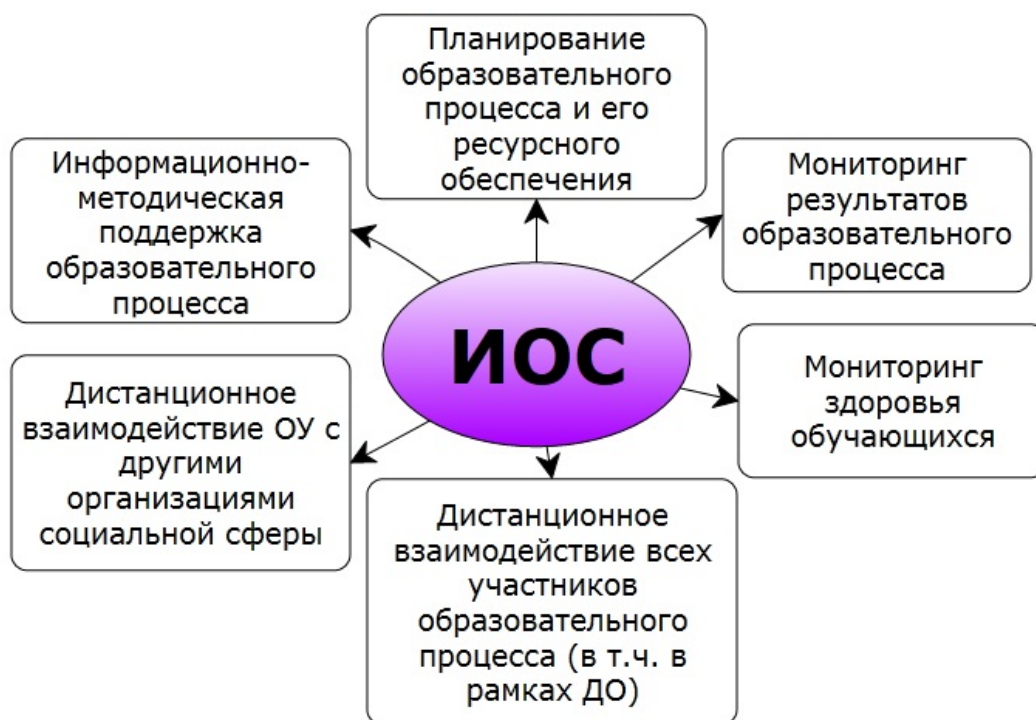 Планирование
образовательного
процесса и его
ресурсного
обеспечения
Информационно-
методическая
поддержка
образовательного
процесса
Мониторинг
результатов
образовательного
процесса
ИОС
Дистанционное
взаимодействие ОУ с
другими
организациями
социальной сферы
Мониторинг
здоровья
обучающихся
Дистанционное
взаимодействие всех
участников
образовательного
процесса (в т.ч. в
рамках ДО)